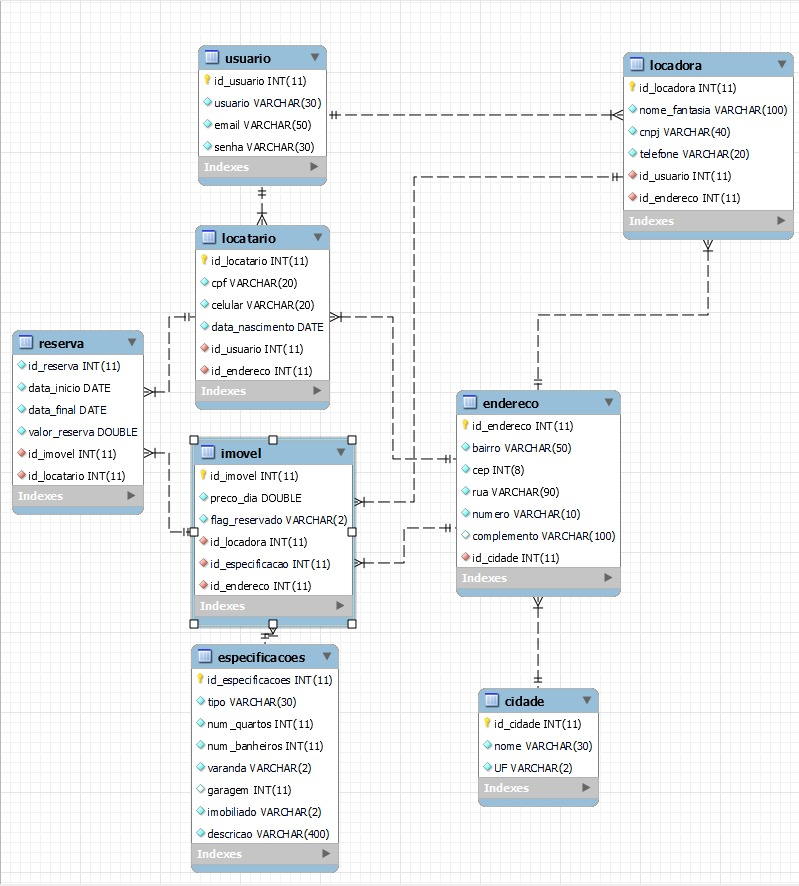 usuario
id_usuario INT(11)
usuario VARCHAR(30)
email VARCHAR(50)
senha VARCHAR(30)
Indexes
locadora
id_locadora INT(11)
nome_fantasia VARCHAR(100)
cnpj VARCHAR(40)
telefone VARCHAR(20)
id_usuario INT(11)
id_endereco INT(11)
Indexes
locatario
id_locatario INT(11)
cpf VARCHAR(20)
celular VARCHAR(20)
data_nascimento DATE
id_usuario INT(11)
id_endereco INT(11)
Indexes
reserva
id_reserva INT(11)
data_inicio DATE
data_final DATE
valor_reserva DOUBLE
id_imovel INT(11)
id_locatario INT(11)
Indexes
imovel
id_imovel INT(11)
preco_dia DOUBLE
flag_reservado VARCHAR(2)
id_locadora INT(11)
id_especificacao INT(11)
id_endereco INT(11)
Indexes
endereco
id_endereco INT(11)
bairro VARCHAR(50)
cep INT(8)
rua VARCHAR(90)
numero VARCHAR(10)
complemento VARCHAR(100)
id_cidade INT(11)
Indexes
especificacoes
id_especificacoes INT(11)
tipo VARCHAR(30)
num_quartos INT(11)
num_banheiros INT(11)
varanda VARCHAR(2)
garagem INT(11)
imobiliado VARCHAR(2)
descricao VARCHAR(400)
Indexes
cidade
id_cidade INT(11)
nome VARCHAR(30)
UF VARCHAR(2)
Indexes